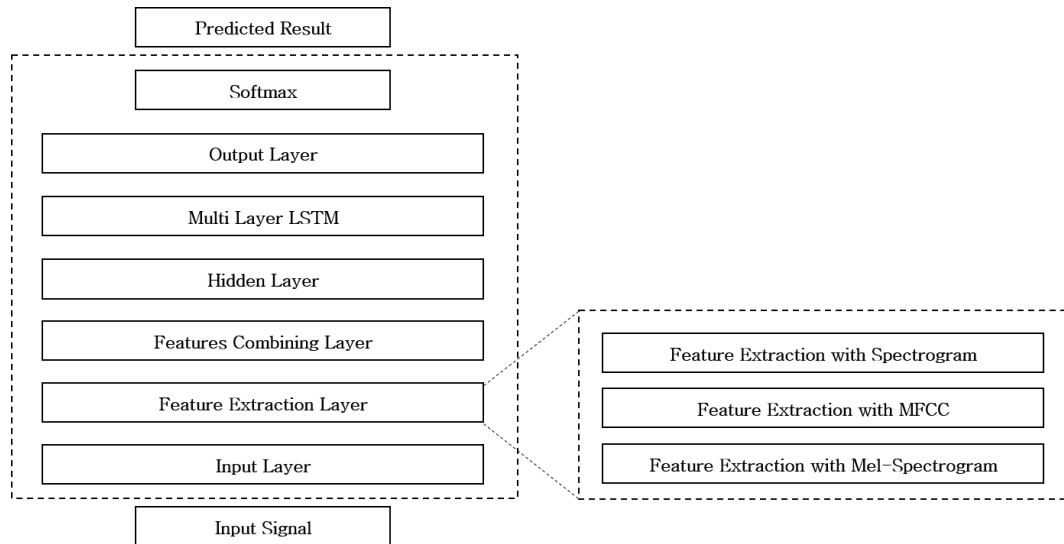 Predicted Result
Softmax
Output Layer
Multi Layer LSTM
Hidden Layer
Features Combining Layer
Feature Extraction Layer
Input Layer
Input Signal
Feature Extraction with Spectrogram
Feature Extraction with MFCC
Feature Extraction with Mel-Spectrogram